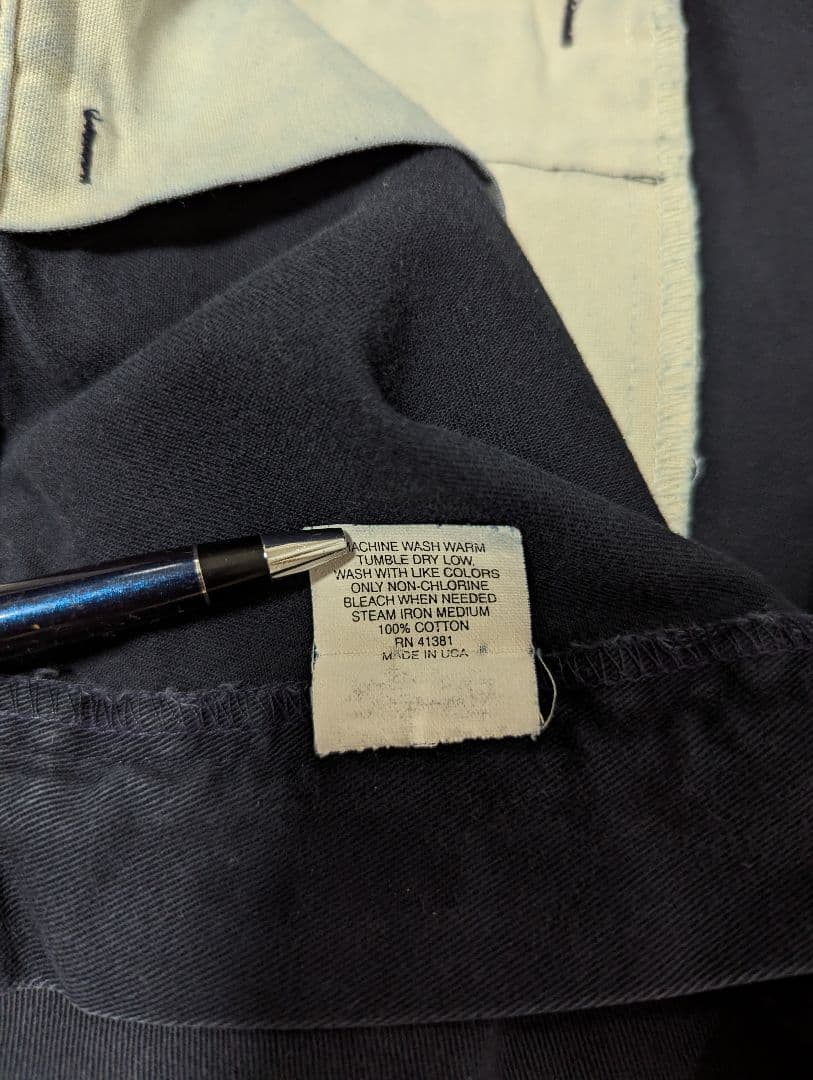 MACHINE WASH WARM
TUMBLE DRY LOW,
WASH WITH LIKE COLORS
ONLY NON-CHLORINE
BLEACH WHEN NEEDED
STEAM IRON MEDIUM
100% COTTON
RN 41381
MADE IN USA